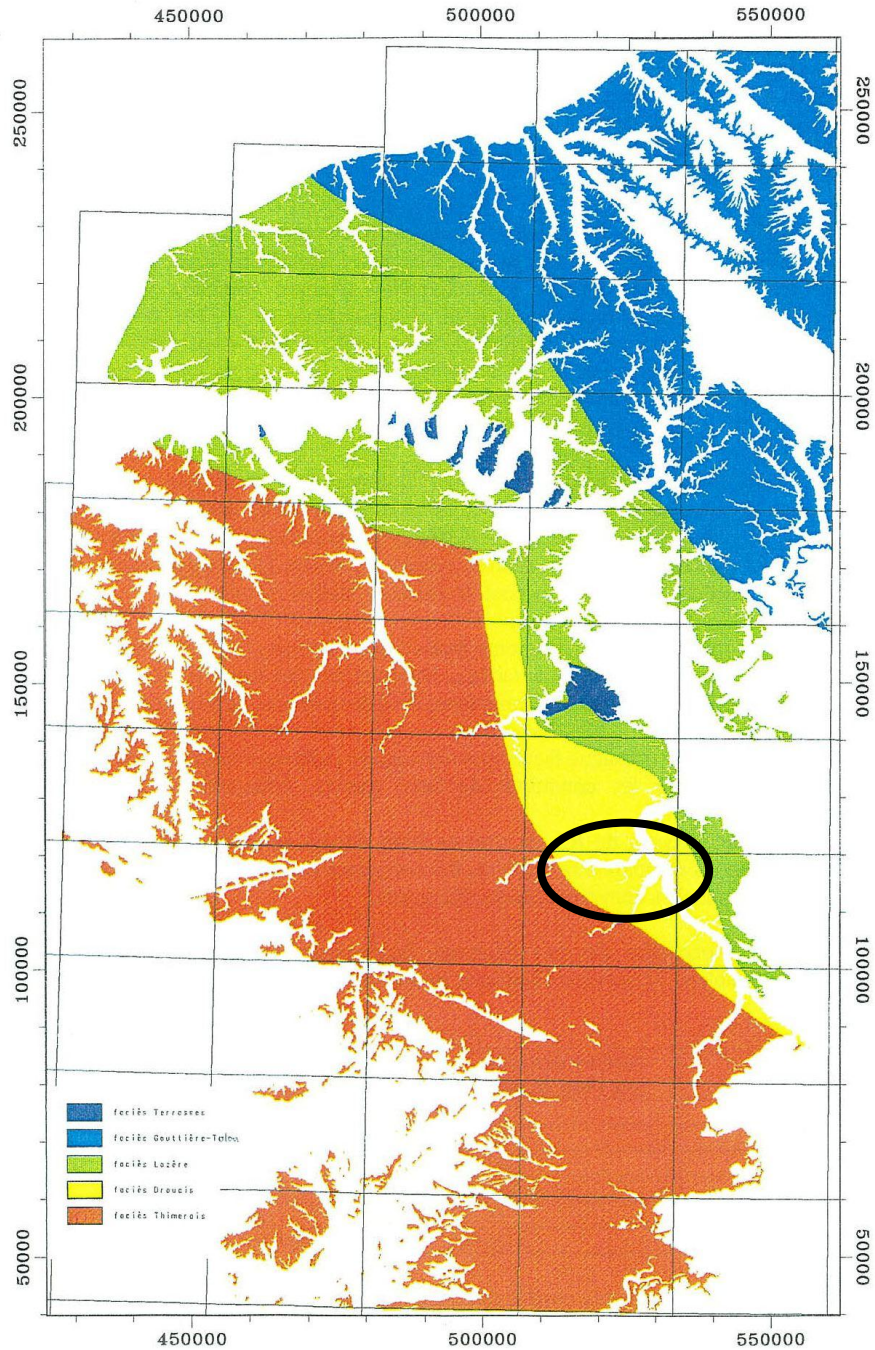 450000 500000 550000
250000 250000
200000 200000
150000 150000
100000 100000
50000 50000
faciès Terrasses
faciès Gouttière-Talou
faciès Lozère
faciès Drouais
faciès Thimerais
450000 500000 550000